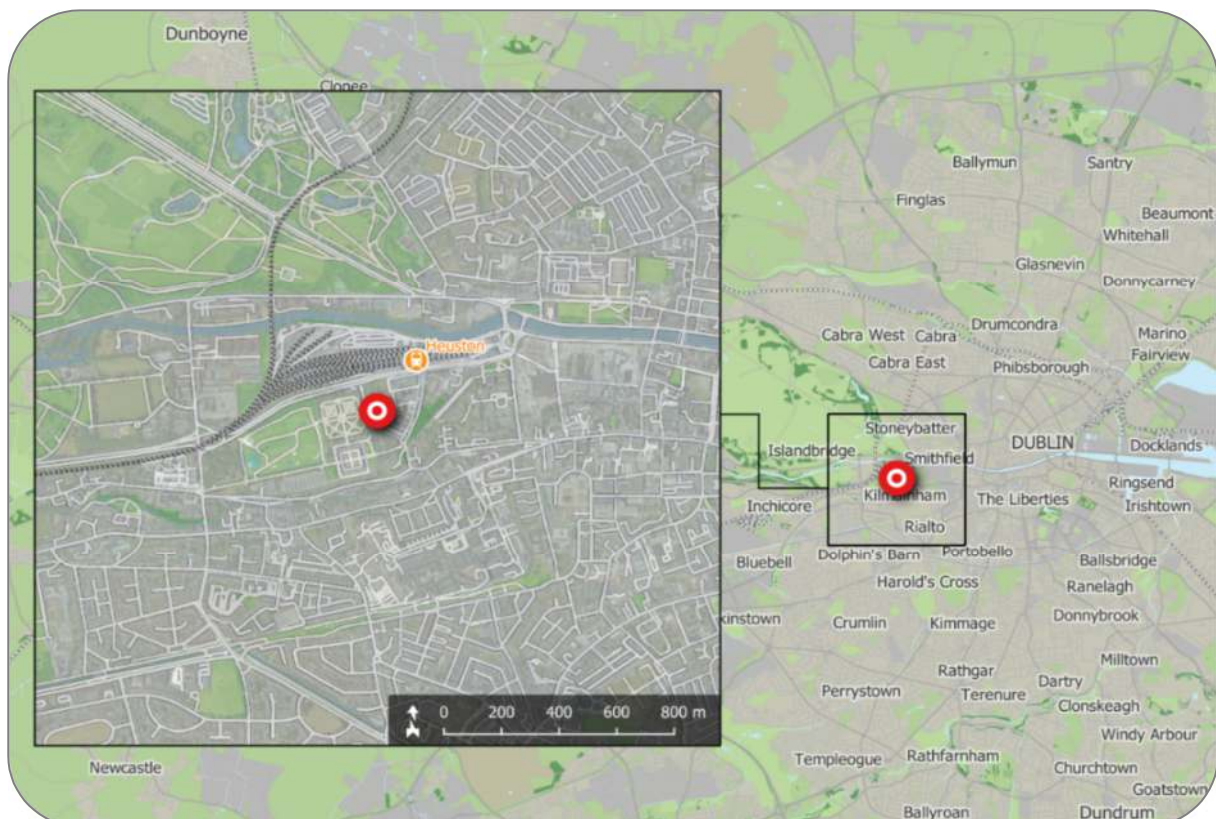 Dunboyne
Clonee
Ballymun
Santry
Finglas
Beaumont
Whitehall
Glasnevin
Donnycarney
Heuston
Cabra West
Cabra
Drumcondra
Marino
Fairview
Cabra East
Phibsborough
Stoneybatter
DUBLIN
Docklands
Islandbridge
Smithfield
Ringsend
Kilmainham
The Liberties
Inchicore
Irishtown
Rialto
Dolphin's Barn
Portobello
Bluebell
Ballsbridge
Harold's Cross
Ranelagh
kinstown
Crumlin
Kimmage
Donnybrook
Milltown
Rathgar
Dartry
Perrystown
Terenure
Clonskeagh
0 200 400 600 800 m
Windy Arbour
Templeogue
Rathfarnham
Newcastle
Churchtown
Goatstown
Ballyroan
Dundrum